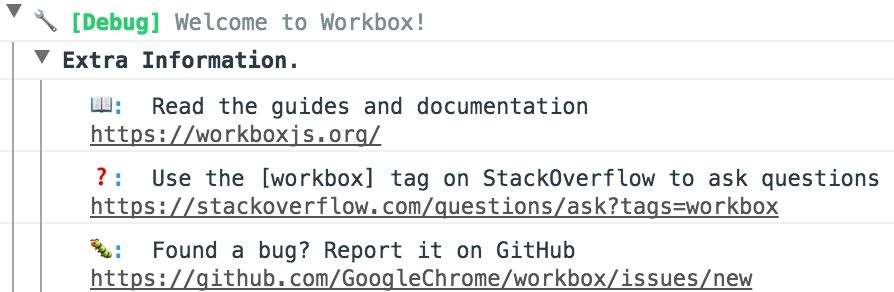 ▼ 🔧 [Debug] Welcome to Workbox!
▼ Extra Information.
📖: Read the guides and documentation
https://workboxjs.org/
❓: Use the [workbox] tag on StackOverflow to ask questions
https://stackoverflow.com/questions/ask?tags=workbox
🐛: Found a bug? Report it on GitHub
https://github.com/GoogleChrome/workbox/issues/new